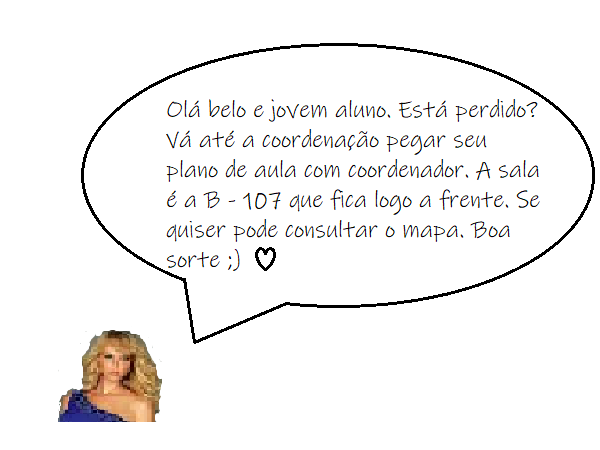 Olá belo e jovem aluno. Está perdido?
Vá até a coordenação pegar seu
plano de aula com coordenador. A sala
é a B - 107 que fica logo a frente. Se
quiser pode consultar o mapa. Boa
sorte ;) ♡